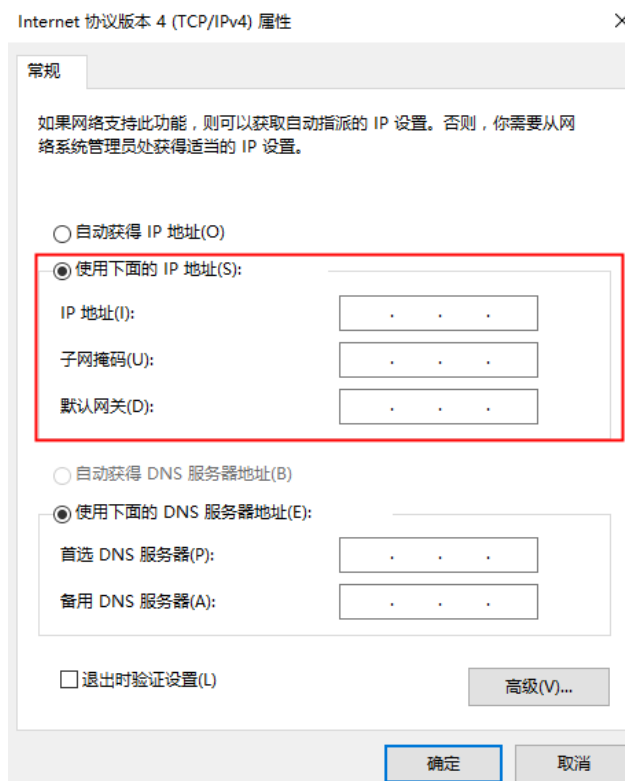 Internet 协议版本 4 (TCP/IPv4) 属性
常规
如果网络支持此功能，则可以获取自动指派的 IP 设置。否则，你需要从网
络系统管理员处获得适当的 IP 设置。
自动获得 IP 地址(O)
使用下面的 IP 地址(S):
IP 地址(I):
子网掩码(U):
默认网关(D):
自动获得 DNS 服务器地址(B)
使用下面的 DNS 服务器地址(E):
首选 DNS 服务器(P):
备用 DNS 服务器(A):
退出时验证设置(L)
高级(V)...
确定
取消